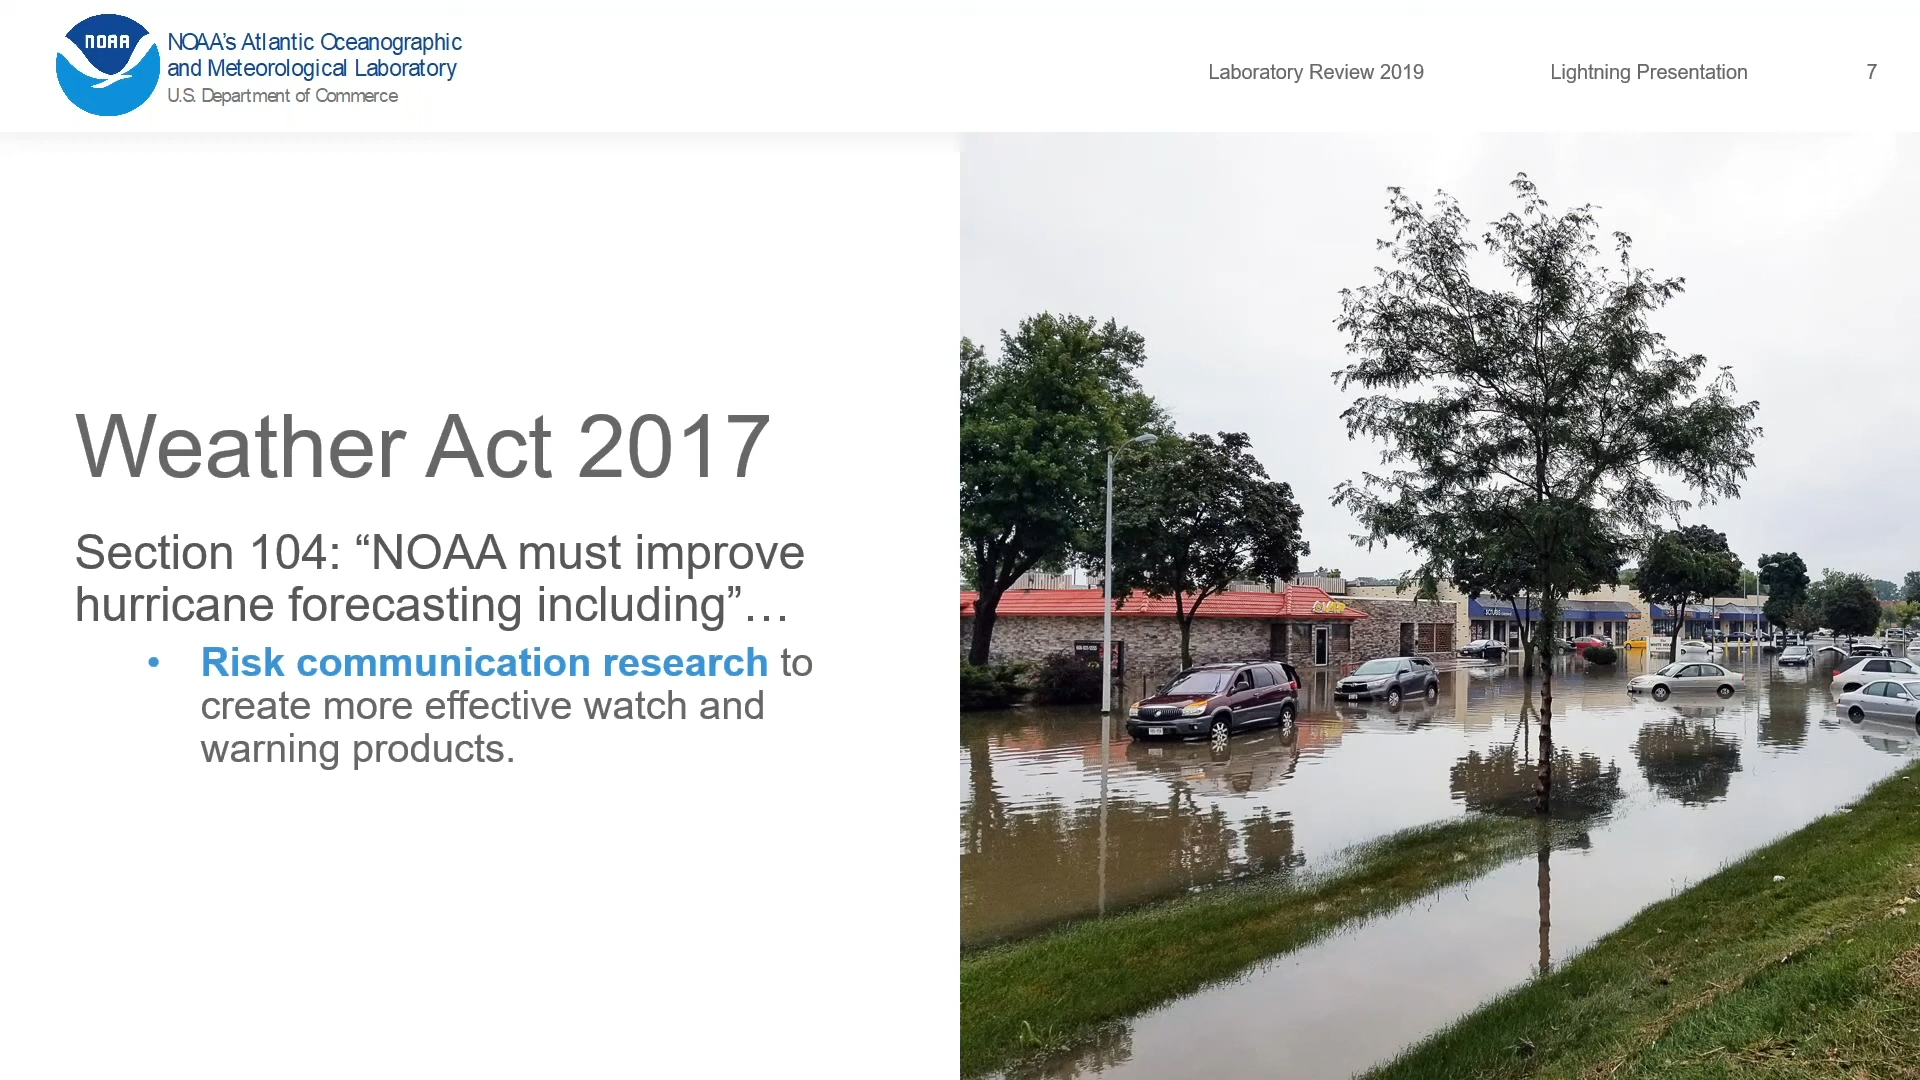 NOAA
NOAA's Atlantic Oceanographic
and Meteorological Laboratory
U.S. Department of Commerce
Laboratory Review 2019
Lightning Presentation
7
Weather Act 2017
Section 104: “NOAA must improve
hurricane forecasting including”…
• Risk communication research to
create more effective watch and
warning products.